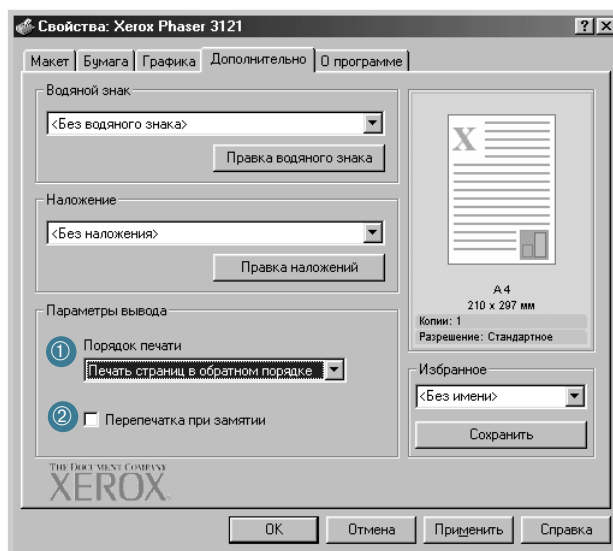 Свойства: Xerox Phaser 3121
Макет Бумага Графика Дополнительно О программе
Водяной знак
<Без водяного знака>
Правка водяного знака
Наложение
<Без наложения>
Правка наложений
Параметры вывода
① Порядок печати
Печать страниц в обратном порядке
② Перепечатка при замятии
X
A4
210 x 297 мм
Копии: 1
Разрешение: Стандартное
Избранное
<Без имени>
Сохранить
THE DOCUMENT COMPANY
XEROX
OK Отмена Применить Справка